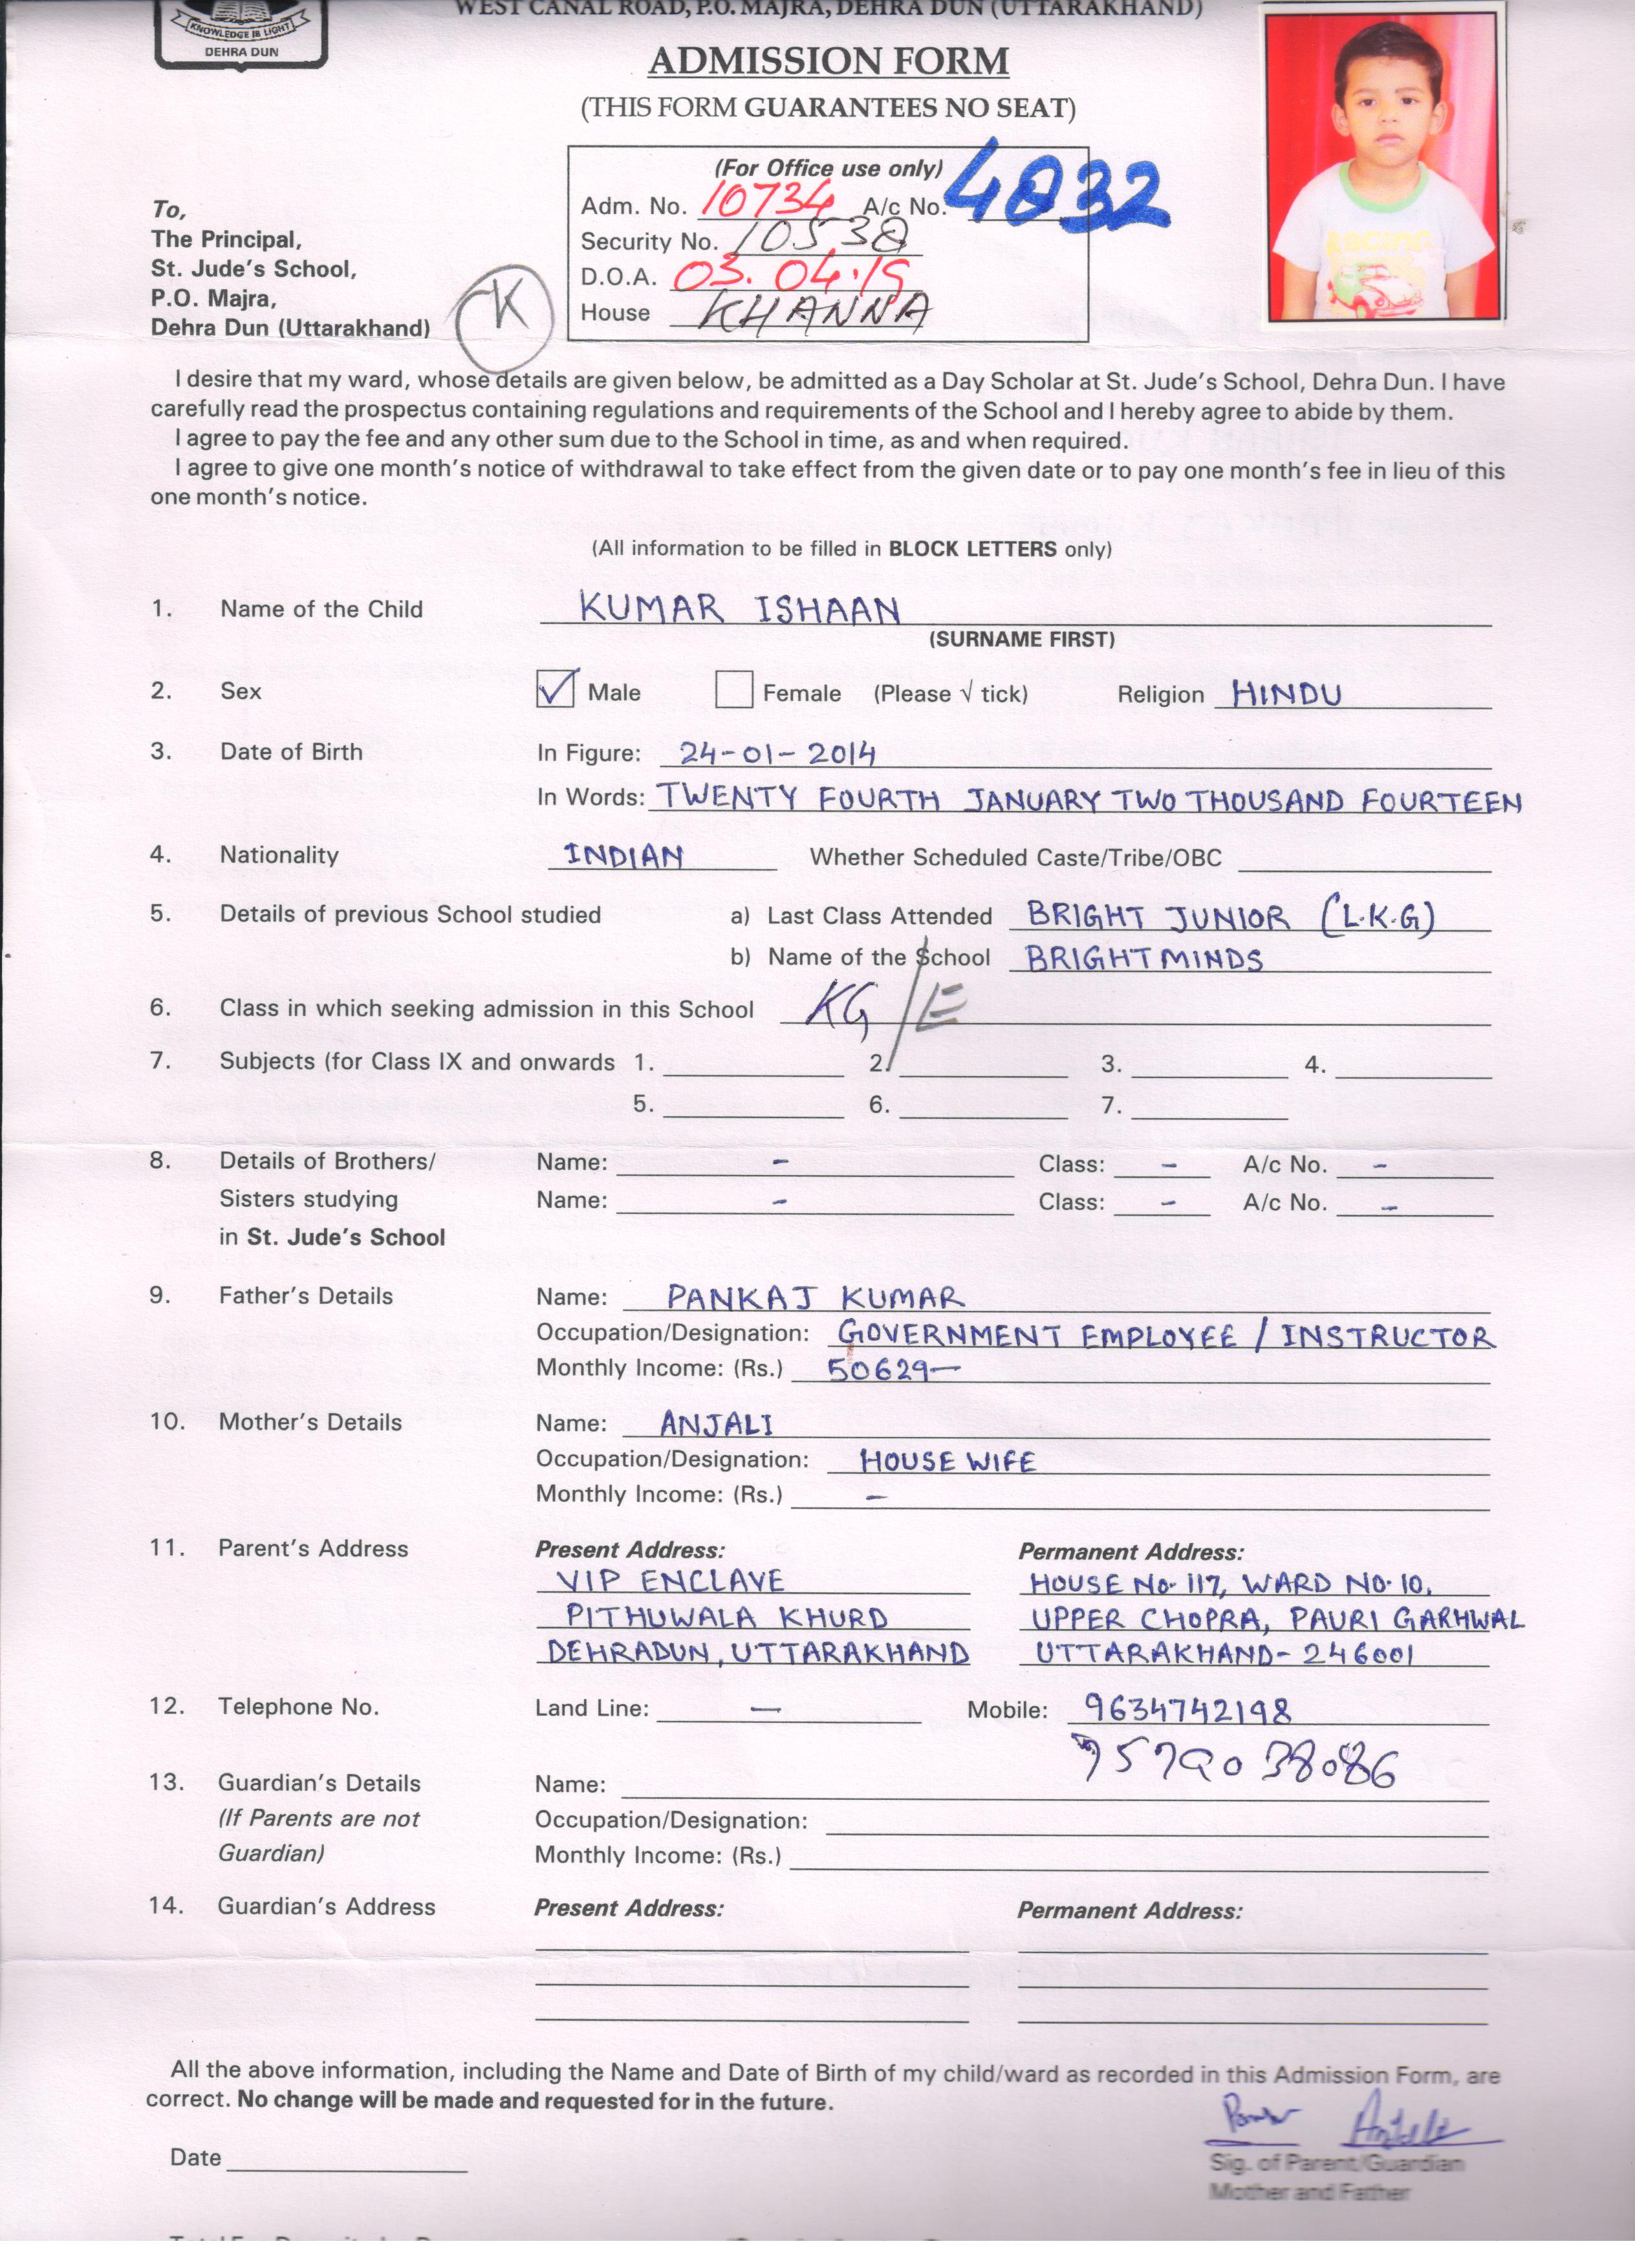 WEST CANAL ROAD, P.O. MAJRA, DEHRA DUN (UTTARAKHAND)
KNOWLEDGE IS LIGHT
DEHRA DUN
ADMISSION FORM
(THIS FORM GUARANTEES NO SEAT)
(For Office use only)
Adm. No. 10734 A/c No. 4032
Security No. 10538
D.O.A. 03.04.19
House KHANNA
K
To,
The Principal,
St. Jude's School,
P.O. Majra,
Dehra Dun (Uttarakhand)
RACING
I desire that my ward, whose details are given below, be admitted as a Day Scholar at St. Jude's School, Dehra Dun. I have
carefully read the prospectus containing regulations and requirements of the School and I hereby agree to abide by them.
I agree to pay the fee and any other sum due to the School in time, as and when required.
I agree to give one month's notice of withdrawal to take effect from the given date or to pay one month's fee in lieu of this
one month's notice.
(All information to be filled in BLOCK LETTERS only)
1. Name of the Child KUMAR ISHAAN
(SURNAME FIRST)
2. Sex ✓ Male Female (Please √ tick) Religion HINDU
3. Date of Birth In Figure: 24-01-2014
In Words: TWENTY FOURTH JANUARY TWO THOUSAND FOURTEEN
4. Nationality INDIAN Whether Scheduled Caste/Tribe/OBC
5. Details of previous School studied a) Last Class Attended BRIGHT JUNIOR (L.K.G)
b) Name of the School BRIGHTMINDS
6. Class in which seeking admission in this School KG/E
7. Subjects (for Class IX and onwards 1. 2. 3. 4.
5. 6. 7.
8. Details of Brothers/ Name: - Class: - A/c No. -
Sisters studying Name: - Class: - A/c No. -
in St. Jude's School
9. Father's Details Name: PANKAJ KUMAR
Occupation/Designation: GOVERNMENT EMPLOYEE / INSTRUCTOR
Monthly Income: (Rs.) 50629-
10. Mother's Details Name: ANJALI
Occupation/Designation: HOUSE WIFE
Monthly Income: (Rs.) -
11. Parent's Address Present Address: Permanent Address:
VIP ENCLAVE HOUSE No. 117, WARD NO. 10,
PITHUWALA KHURD UPPER CHOPRA, PAURI GARHWAL
DEHRADUN, UTTARAKHAND UTTARAKHAND- 246001
12. Telephone No. Land Line: - Mobile: 9634742198
7579038086
13. Guardian's Details Name:
(If Parents are not Occupation/Designation:
Guardian) Monthly Income: (Rs.)
14. Guardian's Address Present Address: Permanent Address:
All the above information, including the Name and Date of Birth of my child/ward as recorded in this Admission Form, are
correct. No change will be made and requested for in the future.
Date
Sig. of Parent/Guardian
Mother and Father